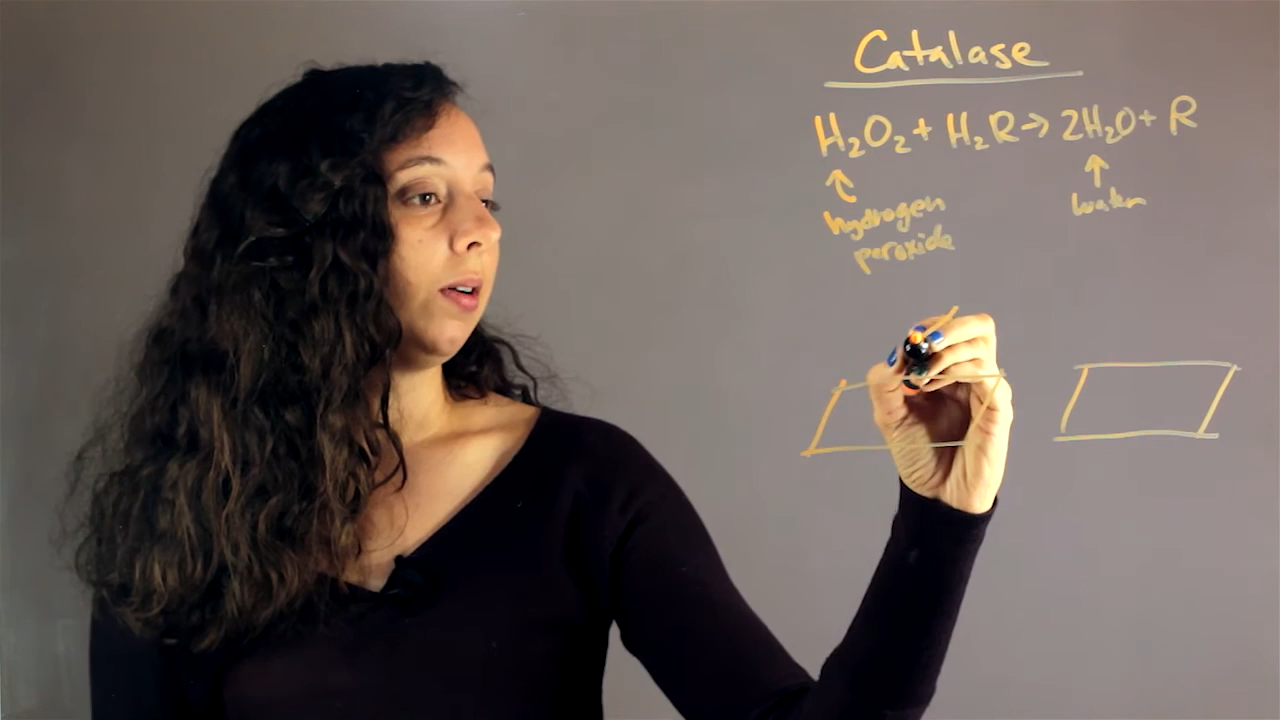 Catalase
H₂O₂ + H₂R → 2H₂O + R
hydrogen
peroxide
water